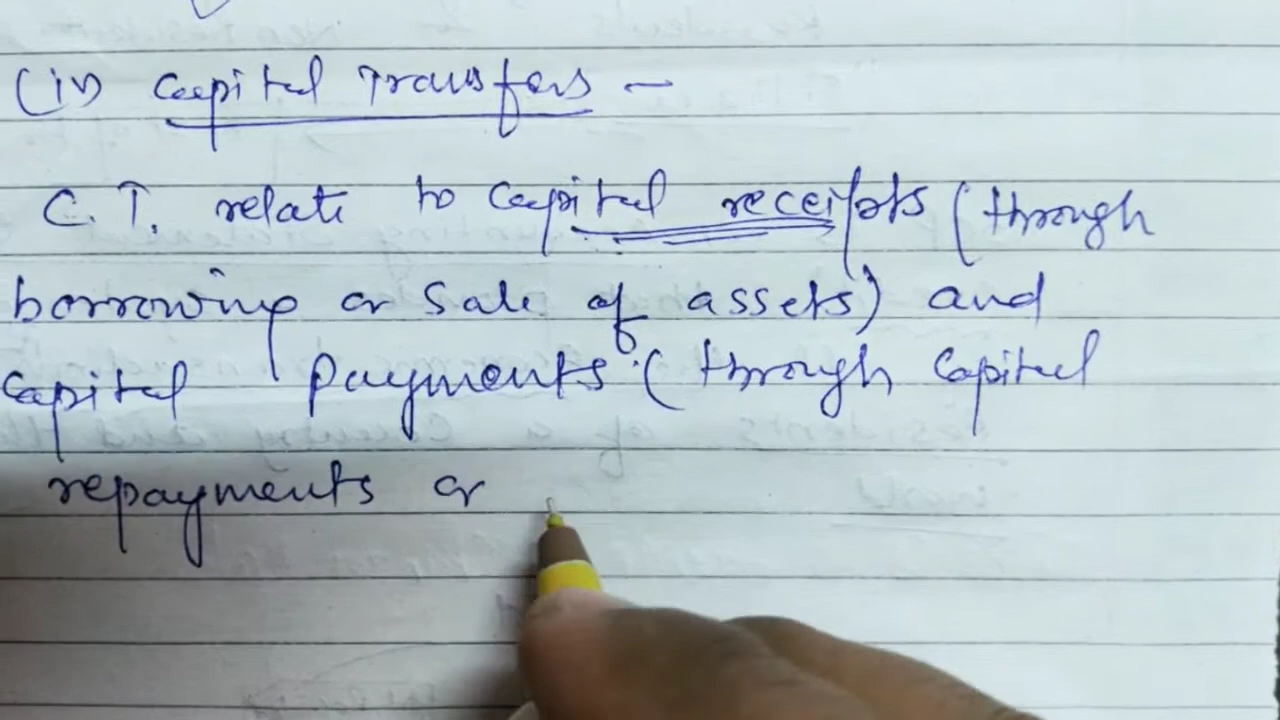 (iv) Capital Transfers -
C.T. relate to Capital receipts (through
borrowing or Sale of assets) and
Capital Payments (through Capital
repayments or